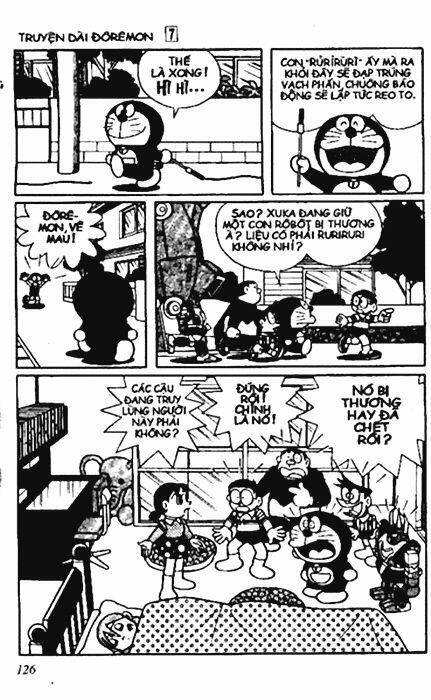 TRUYỆN DÀI ĐÔRÊMON 7
THẾ
LÀ XONG!
HÌ HÌ...
CON "RURIRURI" ẤY MÀ RA
KHỎI ĐÂY SẼ ĐẠP TRÚNG
VẠCH PHẤN, CHUÔNG BÁO
ĐỘNG SẼ LẬP TỨC REO TO.
ĐÔRÊ-
MON, VỀ
MAU!
SAO? XUKA ĐANG GIỮ
MỘT CON RÔBÔT BỊ THƯƠNG
À? LIỆU CÓ PHẢI RURIRURI
KHÔNG NHỈ?
CÁC CẬU
ĐANG TRUY
LÙNG NGƯỜI
NÀY PHẢI
KHÔNG?
ĐÚNG
RỒI!
CHÍNH
LÀ NÓ!
NÓ BỊ
THƯƠNG
HAY ĐÃ
CHẾT
RỒI?
126